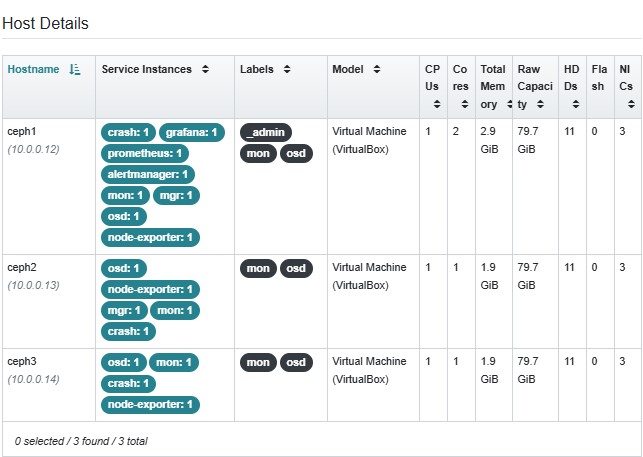 Host Details
Hostname Service Instances Labels Model CPUs Cores Total Memory Raw Capacity HDDs Flash NICs
ceph1 crash: 1 grafana: 1 _admin Virtual Machine 1 2 2.9 79.7 11 0 3
(10.0.0.12) prometheus: 1 mon osd (VirtualBox) GiB GiB
alertmanager: 1
mon: 1 mgr: 1
osd: 1
node-exporter: 1
ceph2 osd: 1 mon osd Virtual Machine 1 1 1.9 79.7 11 0 3
(10.0.0.13) node-exporter: 1 (VirtualBox) GiB GiB
mgr: 1 mon: 1
crash: 1
ceph3 osd: 1 mon: 1 mon osd Virtual Machine 1 1 1.9 79.7 11 0 3
(10.0.0.14) crash: 1 (VirtualBox) GiB GiB
node-exporter: 1
0 selected / 3 found / 3 total